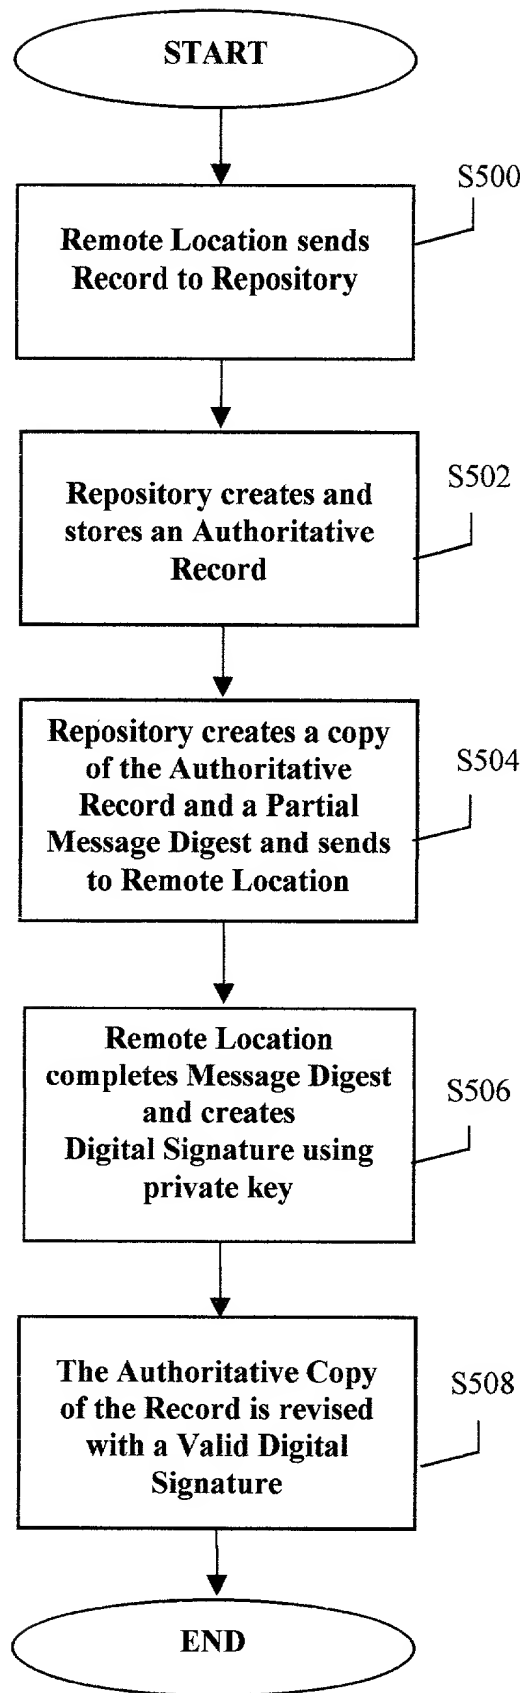 START
S500
Remote Location sends
Record to Repository
S502
Repository creates and
stores an Authoritative
Record
Repository creates a copy
of the Authoritative
Record and a Partial
Message Digest and sends
to Remote Location
S504
Remote Location
completes Message Digest
and creates
Digital Signature using
private key
S506
The Authoritative Copy
of the Record is revised
with a Valid Digital
Signature
S508
END